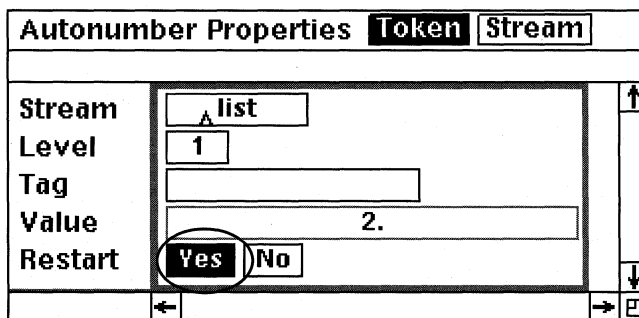 Autonumber Properties Token Stream
Stream list
Level 1
Tag
Value 2.
Restart Yes No